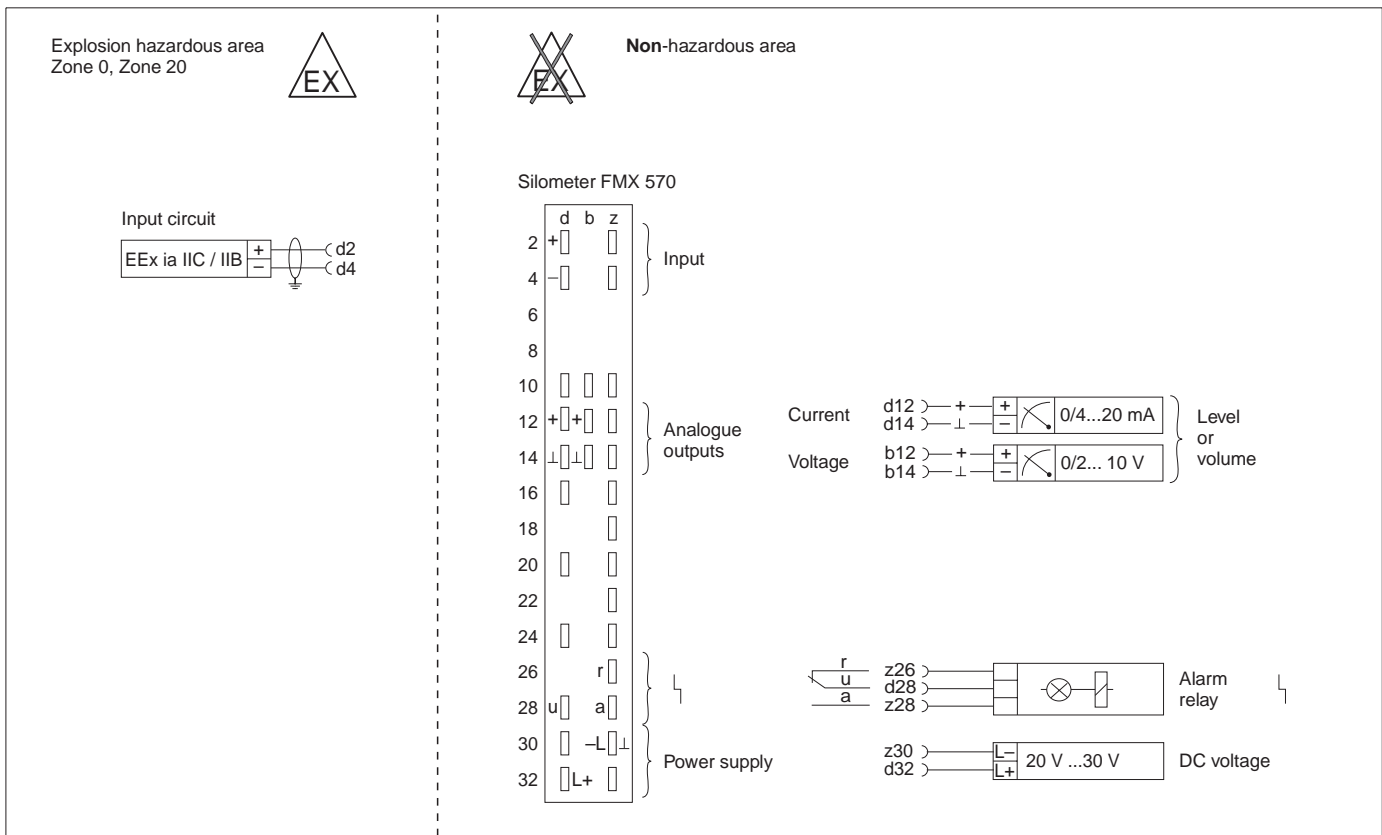 Explosion hazardous area
Zone 0, Zone 20
EX
EX
Non-hazardous area
Silometer FMX 570
Input circuit
EEx ia IIC / IIB + – d2
d4
d b z
2 +
4 –
Input
6
8
10
12 + +
14 ⊥ ⊥
Analogue
outputs
16
18
20
22
24
26 r
28 u a
30 –L ⊥
32 L+
Power supply
Current d12 + + 0/4...20 mA
d14 ⊥ –
Voltage b12 + + 0/2... 10 V
b14 ⊥ –
Level
or
volume
r z26
u d28
a z28
Alarm
relay
z30 L–
d32 L+
20 V ...30 V
DC voltage